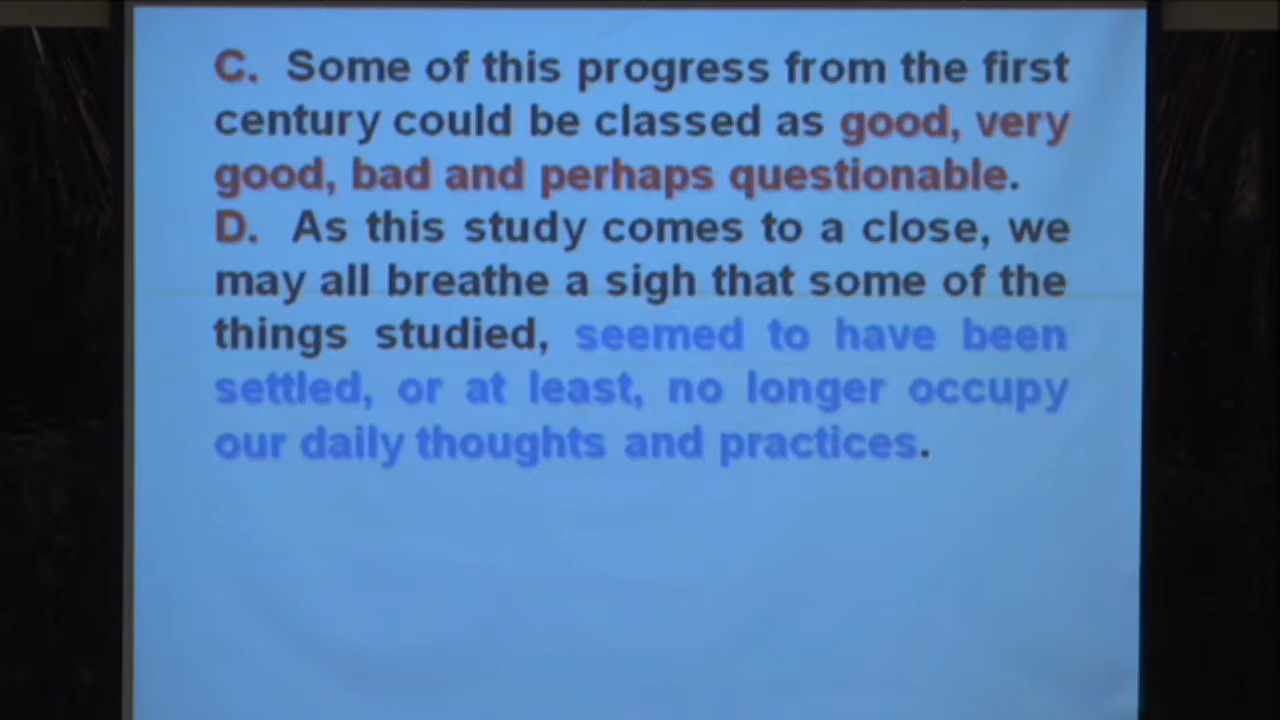 C. Some of this progress from the first
century could be classed as good, very
good, bad and perhaps questionable.
D. As this study comes to a close, we
may all breathe a sigh that some of the
things studied, seemed to have been
settled, or at least, no longer occupy
our daily thoughts and practices.